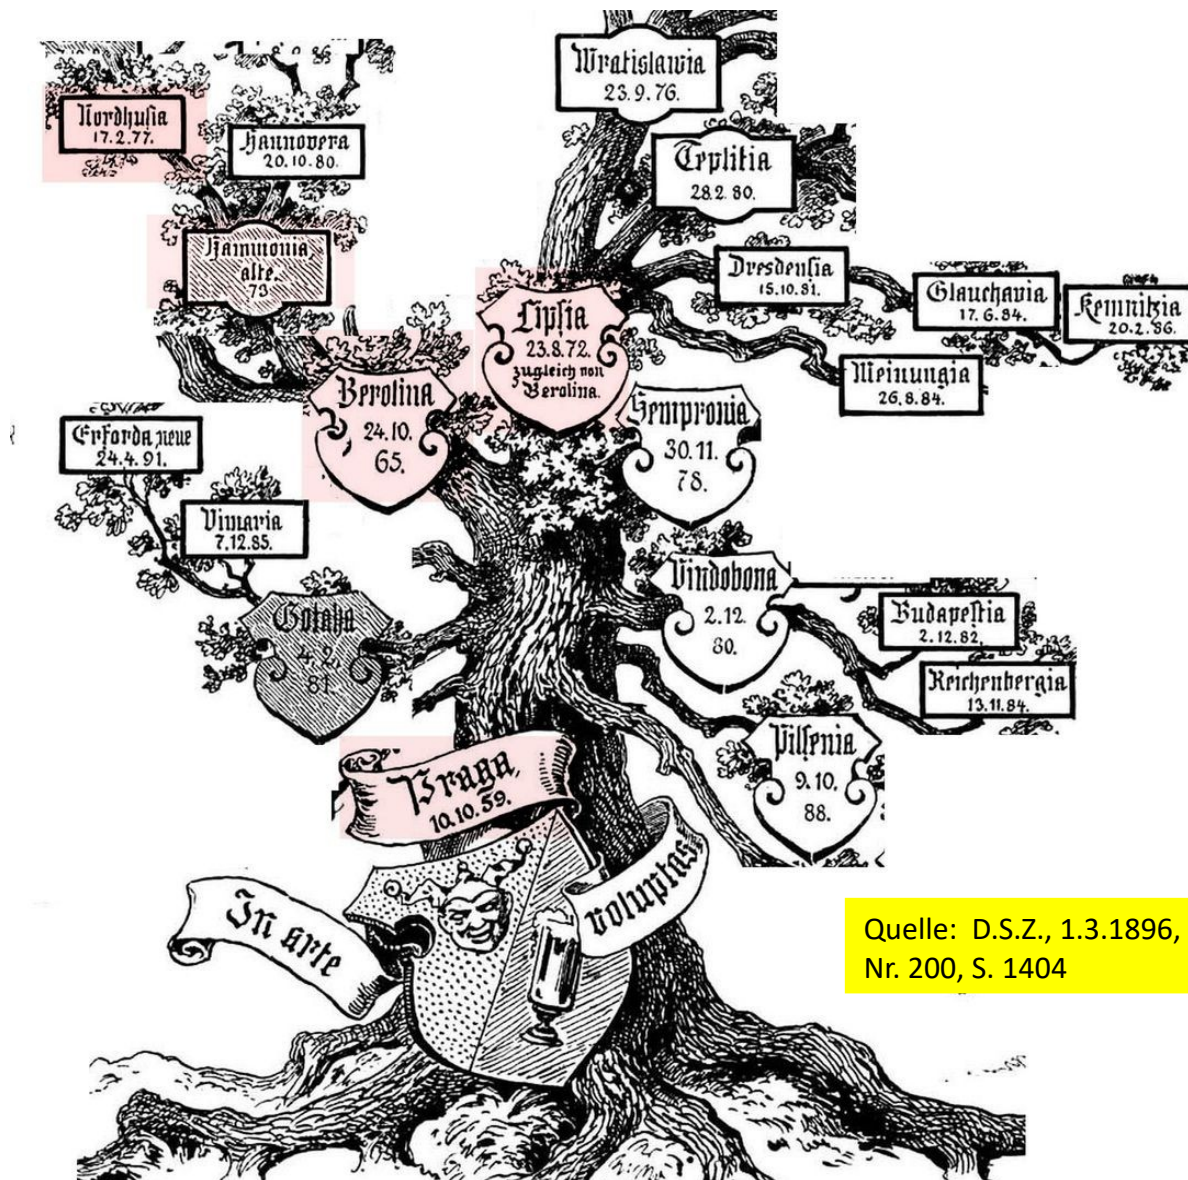 Wratislawia
23.9.76.
Nordhusia
17.2.77.
Hannovera
20.10.80.
Teplitia
28.2.80.
Hammonia,
alte.
73
Dresdensia
15.10.81.
Glauchavia
17.6.84.
Kemnitzia
20.2.86.
Lipsia
23.8.72.
zugleich von
Berolina.
Meinungia
26.8.84.
Berolina
24.10.
65.
Sempronia
30.11.
78.
Erforda, neue
24.4.91.
Vimaria
7.12.85.
Vindobona
2.12.
80.
Budapestia
2.12.82.
Gotaha
4.2.
81.
Reichenbergia
13.11.84.
Pilsenia
9.10.
88.
Praga,
10.10.59.
In arte
voluptas
Quelle: D.S.Z., 1.3.1896,
Nr. 200, S. 1404